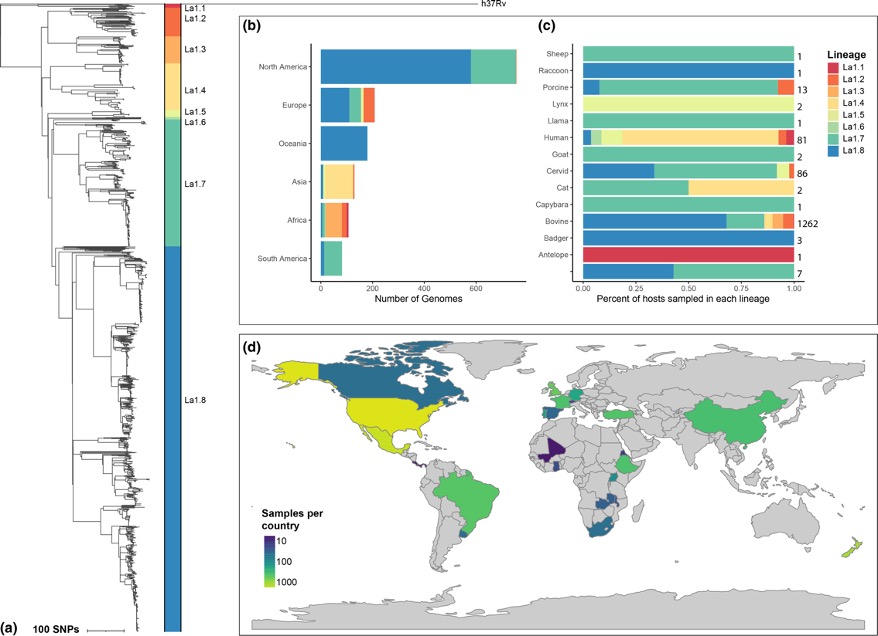 h37Rv
La1.1
La1.2
La1.3
La1.4
La1.5
La1.6
La1.7
La1.8
(a)
100 SNPs
(b)
North America
Europe
Oceania
Asia
Africa
South America
0
200
400
600
Number of Genomes
(c)
Sheep
1
Raccoon
1
Porcine
13
Lynx
2
Llama
1
Human
81
Goat
2
Cervid
86
Cat
2
Capybara
1
Bovine
1262
Badger
3
Antelope
1
7
0.00
0.25
0.50
0.75
1.00
Percent of hosts sampled in each lineage
Lineage
La1.1
La1.2
La1.3
La1.4
La1.5
La1.6
La1.7
La1.8
(d)
Samples per
country
10
100
1000